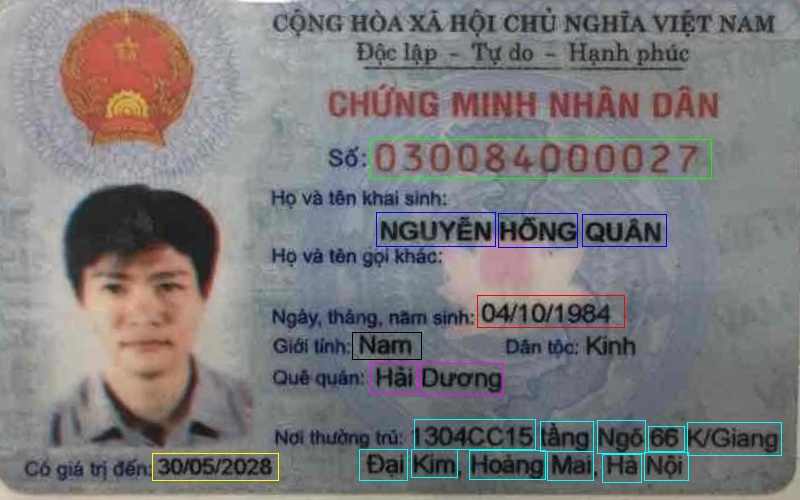 CỘNG HÒA XÃ HỘI CHỦ NGHĨA VIỆT NAM
Độc lập - Tự do - Hạnh phúc
CHỨNG MINH NHÂN DÂN
Số: 030084000027
Họ và tên khai sinh:
NGUYỄN HỒNG QUÂN
Họ và tên gọi khác:
Ngày, tháng, năm sinh: 04/10/1984
Giới tính: Nam Dân tộc: Kinh
Quê quán: Hải Dương
Nơi thường trú: 1304CC15 tầng Ngõ 66 K/Giang
Đại Kim, Hoàng Mai, Hà Nội
Có giá trị đến: 30/05/2028